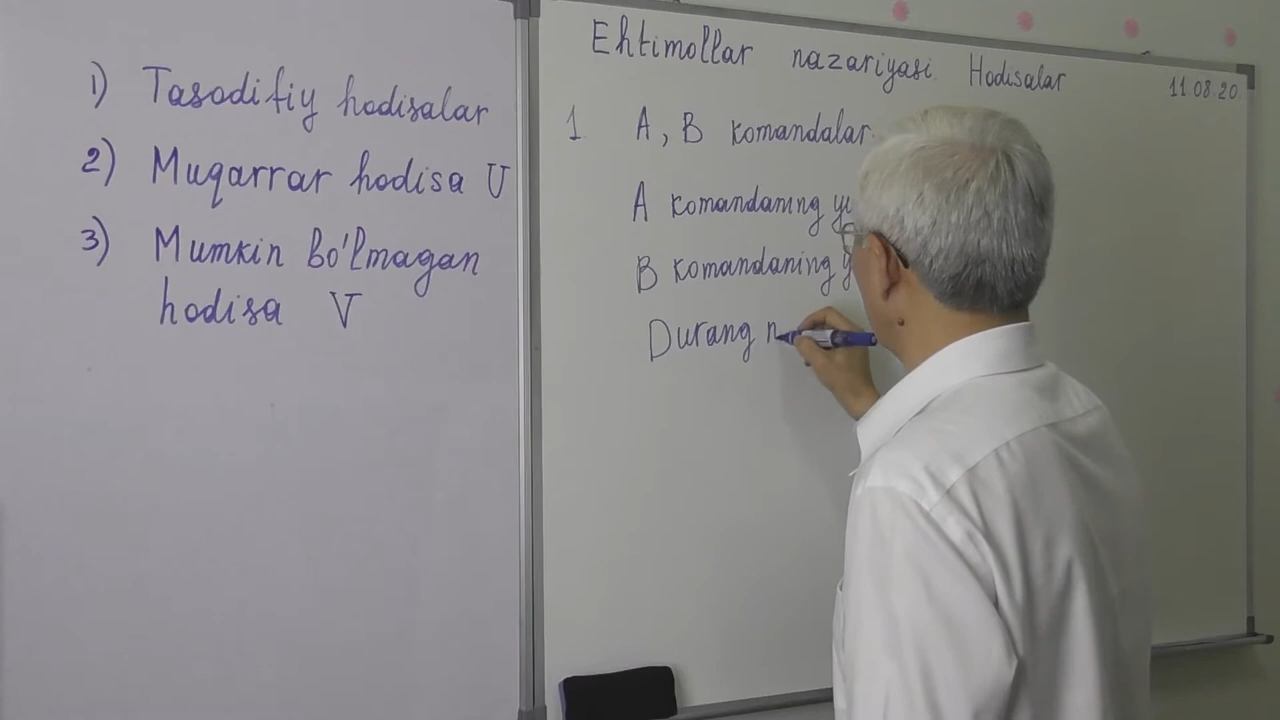 1) Tasodifiy hodisalar
2) Muqarrar hodisa U
3) Mumkin bo'lmagan
hodisa V
Ehtimollar nazariyasi. Hodisalar
11.08.20
1 A, B komandalar
A komandaning
B komandaning
Durang